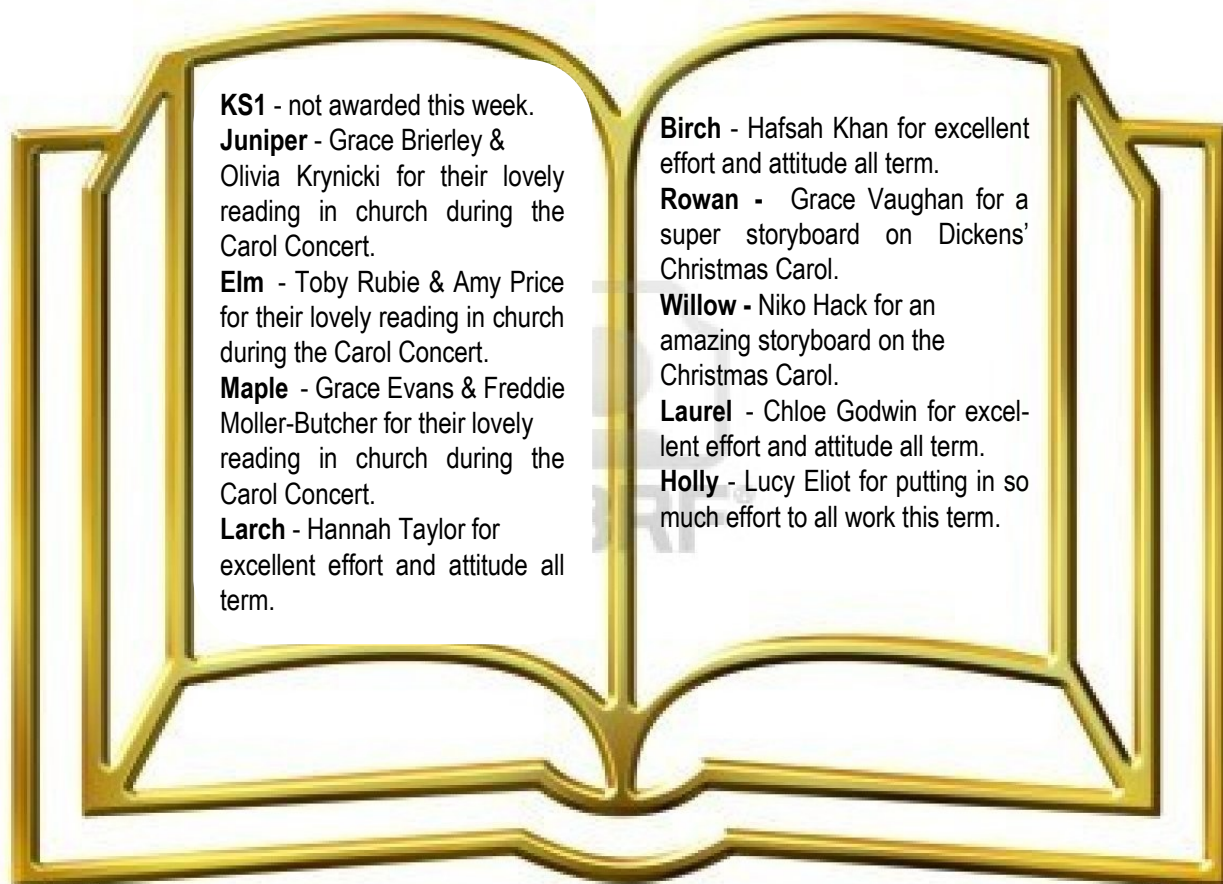 KS1 - not awarded this week.
Juniper - Grace Brierley &
Olivia Krynicki for their lovely
reading in church during the
Carol Concert.
Elm - Toby Rubie & Amy Price
for their lovely reading in church
during the Carol Concert.
Maple - Grace Evans & Freddie
Moller-Butcher for their lovely
reading in church during the
Carol Concert.
Larch - Hannah Taylor for
excellent effort and attitude all
term.
Birch - Hafsah Khan for excellent
effort and attitude all term.
Rowan - Grace Vaughan for a
super storyboard on Dickens'
Christmas Carol.
Willow - Niko Hack for an
amazing storyboard on the
Christmas Carol.
Laurel - Chloe Godwin for excel-
lent effort and attitude all term.
Holly - Lucy Eliot for putting in so
much effort to all work this term.